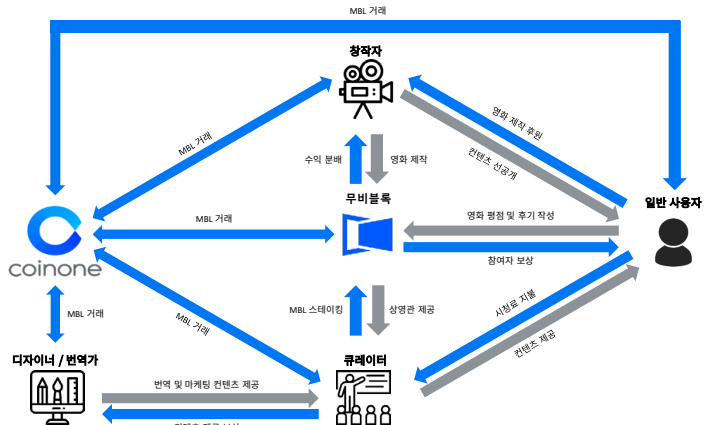 MBL 거래
창작자
영화 제작 후원
MBL 거래
수익 분배
영화 제작
컨텐츠 선공개
무비블록
일반 사용자
MBL 거래
영화 평점 및 후기 작성
coinone
참여자 보상
MBL 거래
MBL 거래
MBL 스테이킹
상영관 제공
시청료 지불
컨텐츠 제공
디자이너 / 번역가
큐레이터
번역 및 마케팅 컨텐츠 제공